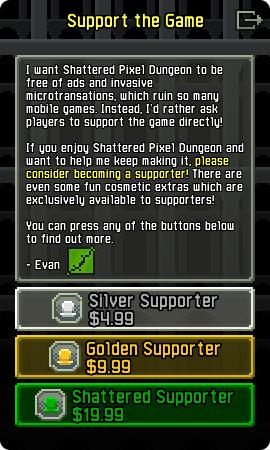 Support the Game
I want Shattered Pixel Dungeon to be
free of ads and invasive
microtransations, which ruin so many
mobile games. Instead, I'd rather ask
players to support the game directly!
If you enjoy Shattered Pixel Dungeon and
want to help me keep making it, please
consider becoming a supporter! There are
even some fun cosmetic extras which are
exclusively available to supporters!
You can press any of the buttons below
to find out more.
- Evan
Silver Supporter
$4.99
Golden Supporter
$9.99
Shattered Supporter
$19.99